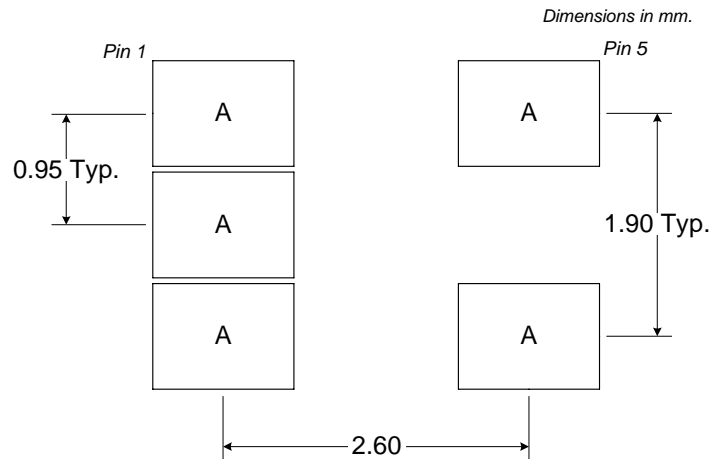 Dimensions in mm.
Pin 1
Pin 5
A
A
0.95 Typ.
A
1.90 Typ.
A
A
2.60